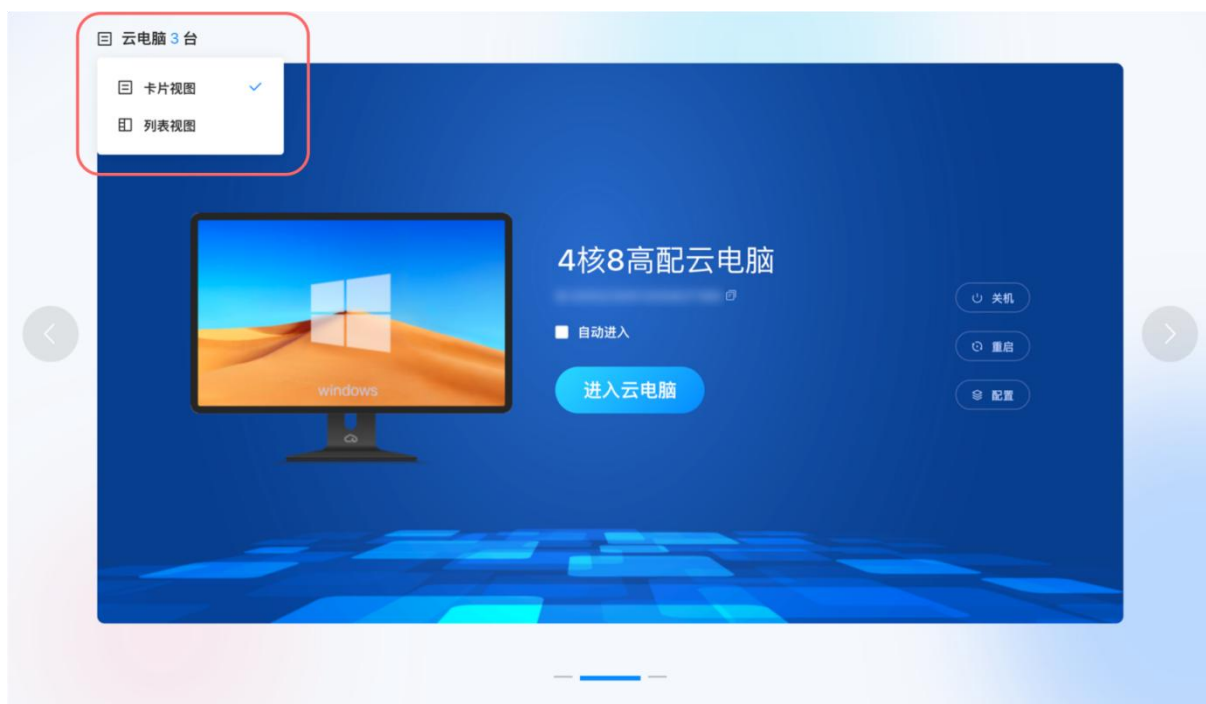 云电脑 3 台
卡片视图
列表视图
windows
4核8高配云电脑
自动进入
进入云电脑
关机
重启
配置